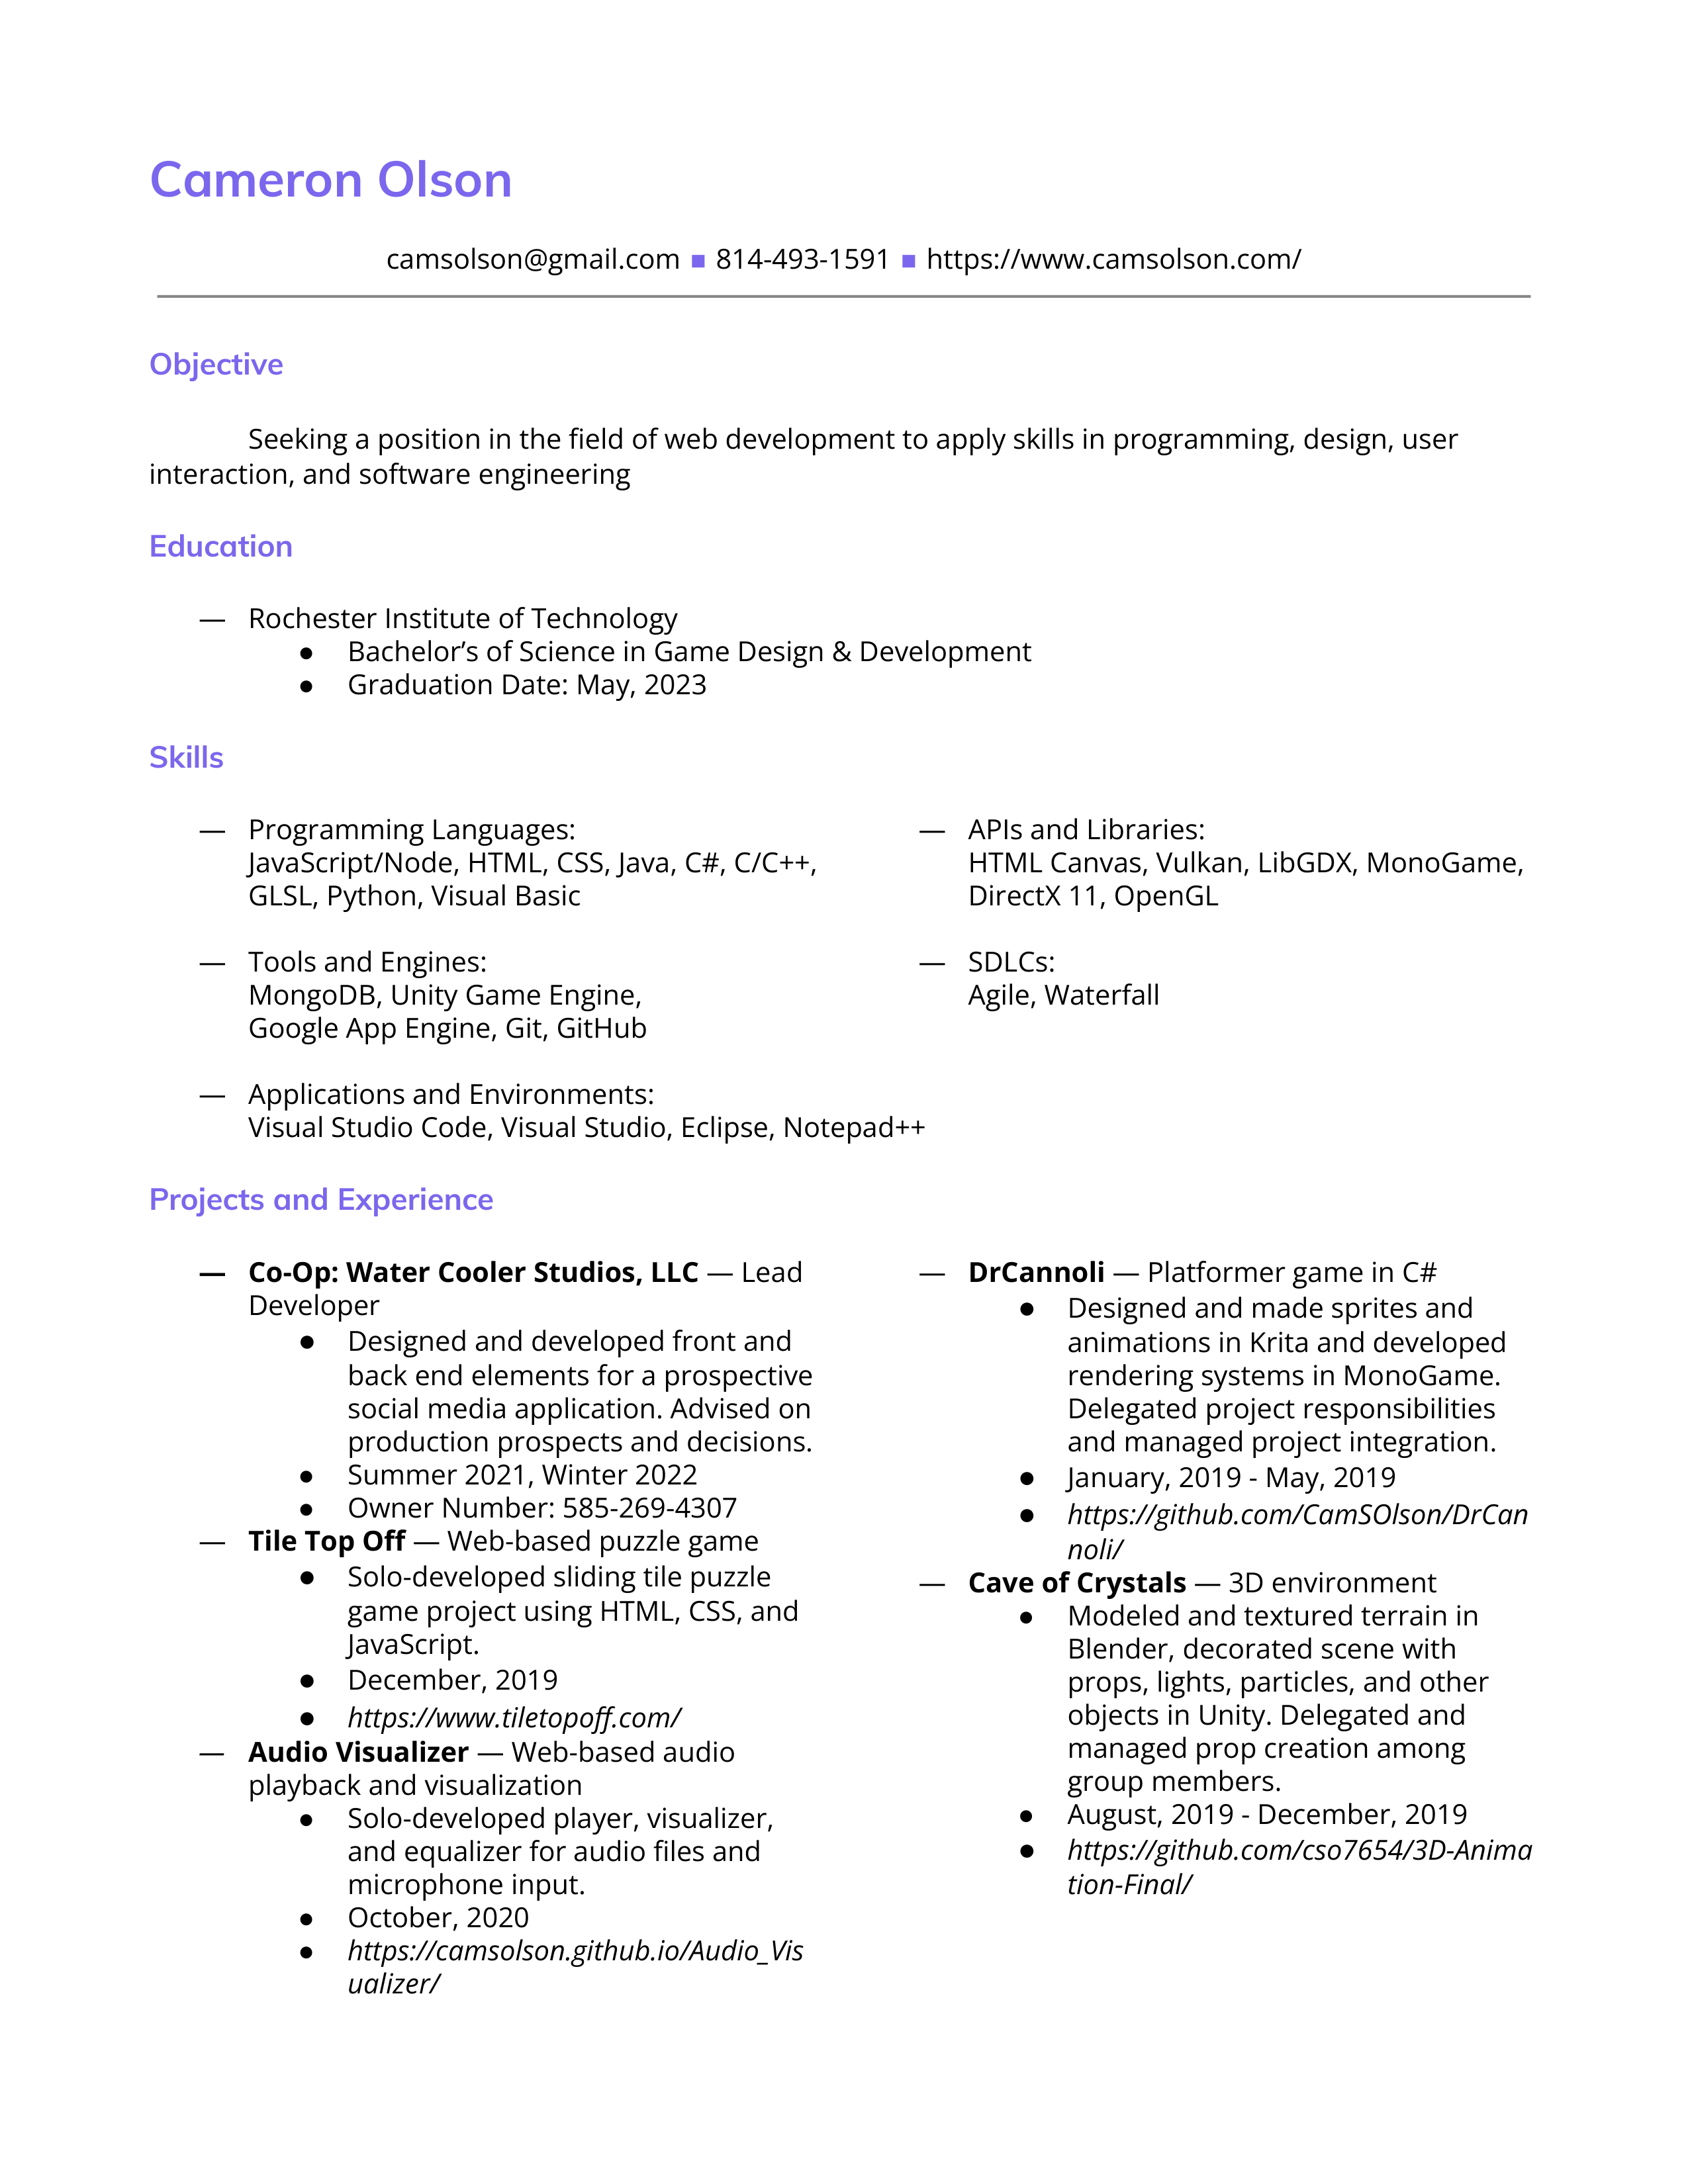 Cameron Olson
camsolson@gmail.com ■ 814-493-1591 ■ https://www.camsolson.com/
Objective
Seeking a position in the field of web development to apply skills in programming, design, user
interaction, and software engineering
Education
— Rochester Institute of Technology
● Bachelor’s of Science in Game Design & Development
● Graduation Date: May, 2023
Skills
— Programming Languages:
JavaScript/Node, HTML, CSS, Java, C#, C/C++,
GLSL, Python, Visual Basic
— Tools and Engines:
MongoDB, Unity Game Engine,
Google App Engine, Git, GitHub
— Applications and Environments:
Visual Studio Code, Visual Studio, Eclipse, Notepad++
— APIs and Libraries:
HTML Canvas, Vulkan, LibGDX, MonoGame,
DirectX 11, OpenGL
— SDLCs:
Agile, Waterfall
Projects and Experience
— Co-Op: Water Cooler Studios, LLC — Lead
Developer
● Designed and developed front and
back end elements for a prospective
social media application. Advised on
production prospects and decisions.
● Summer 2021, Winter 2022
● Owner Number: 585-269-4307
— Tile Top Off — Web-based puzzle game
● Solo-developed sliding tile puzzle
game project using HTML, CSS, and
JavaScript.
● December, 2019
● https://www.tiletopoff.com/
— Audio Visualizer — Web-based audio
playback and visualization
● Solo-developed player, visualizer,
and equalizer for audio files and
microphone input.
● October, 2020
● https://camsolson.github.io/Audio_Vis
ualizer/
— DrCannoli — Platformer game in C#
● Designed and made sprites and
animations in Krita and developed
rendering systems in MonoGame.
Delegated project responsibilities
and managed project integration.
● January, 2019 - May, 2019
● https://github.com/CamSOlson/DrCan
noli/
— Cave of Crystals — 3D environment
● Modeled and textured terrain in
Blender, decorated scene with
props, lights, particles, and other
objects in Unity. Delegated and
managed prop creation among
group members.
● August, 2019 - December, 2019
● https://github.com/cso7654/3D-Anima
tion-Final/